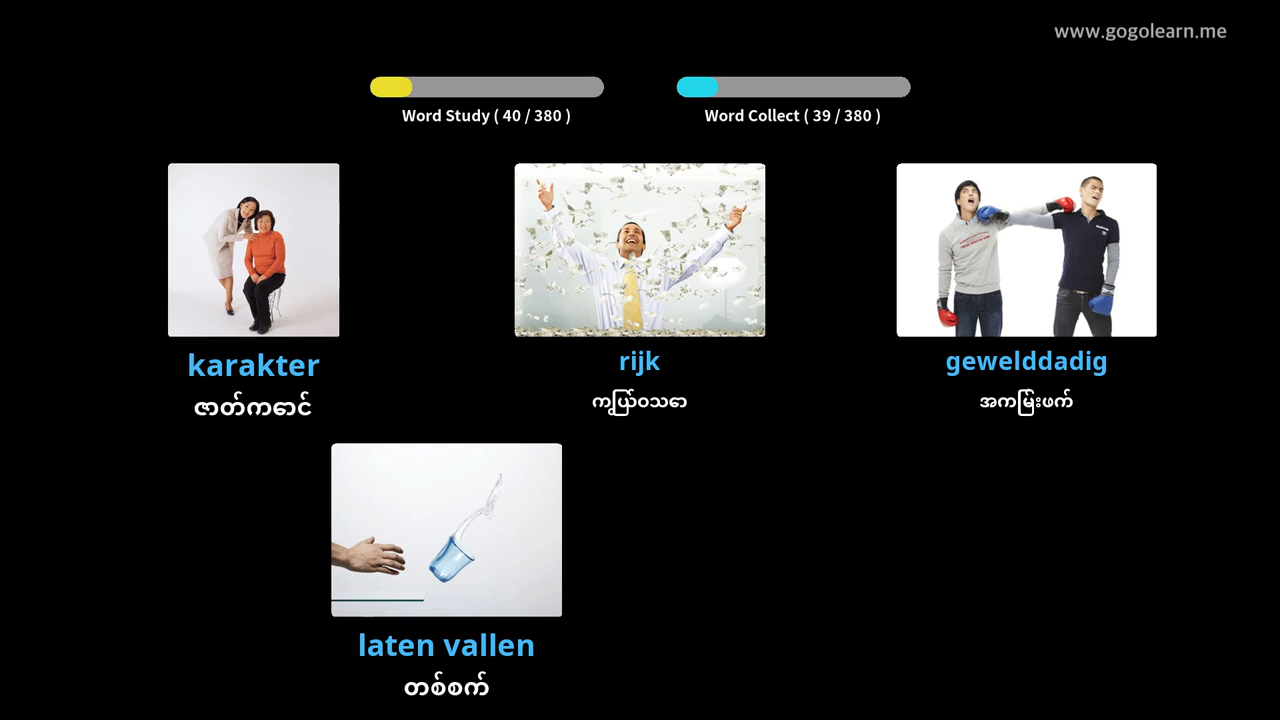 www.gogolearn.me
Word Study ( 40 / 380 )
Word Collect ( 39 / 380 )
karakter
ဇာတ်ကောင်
rijk
ကြွယ်ဝသော
gewelddadig
အကြမ်းဖက်
laten vallen
တစ်စက်